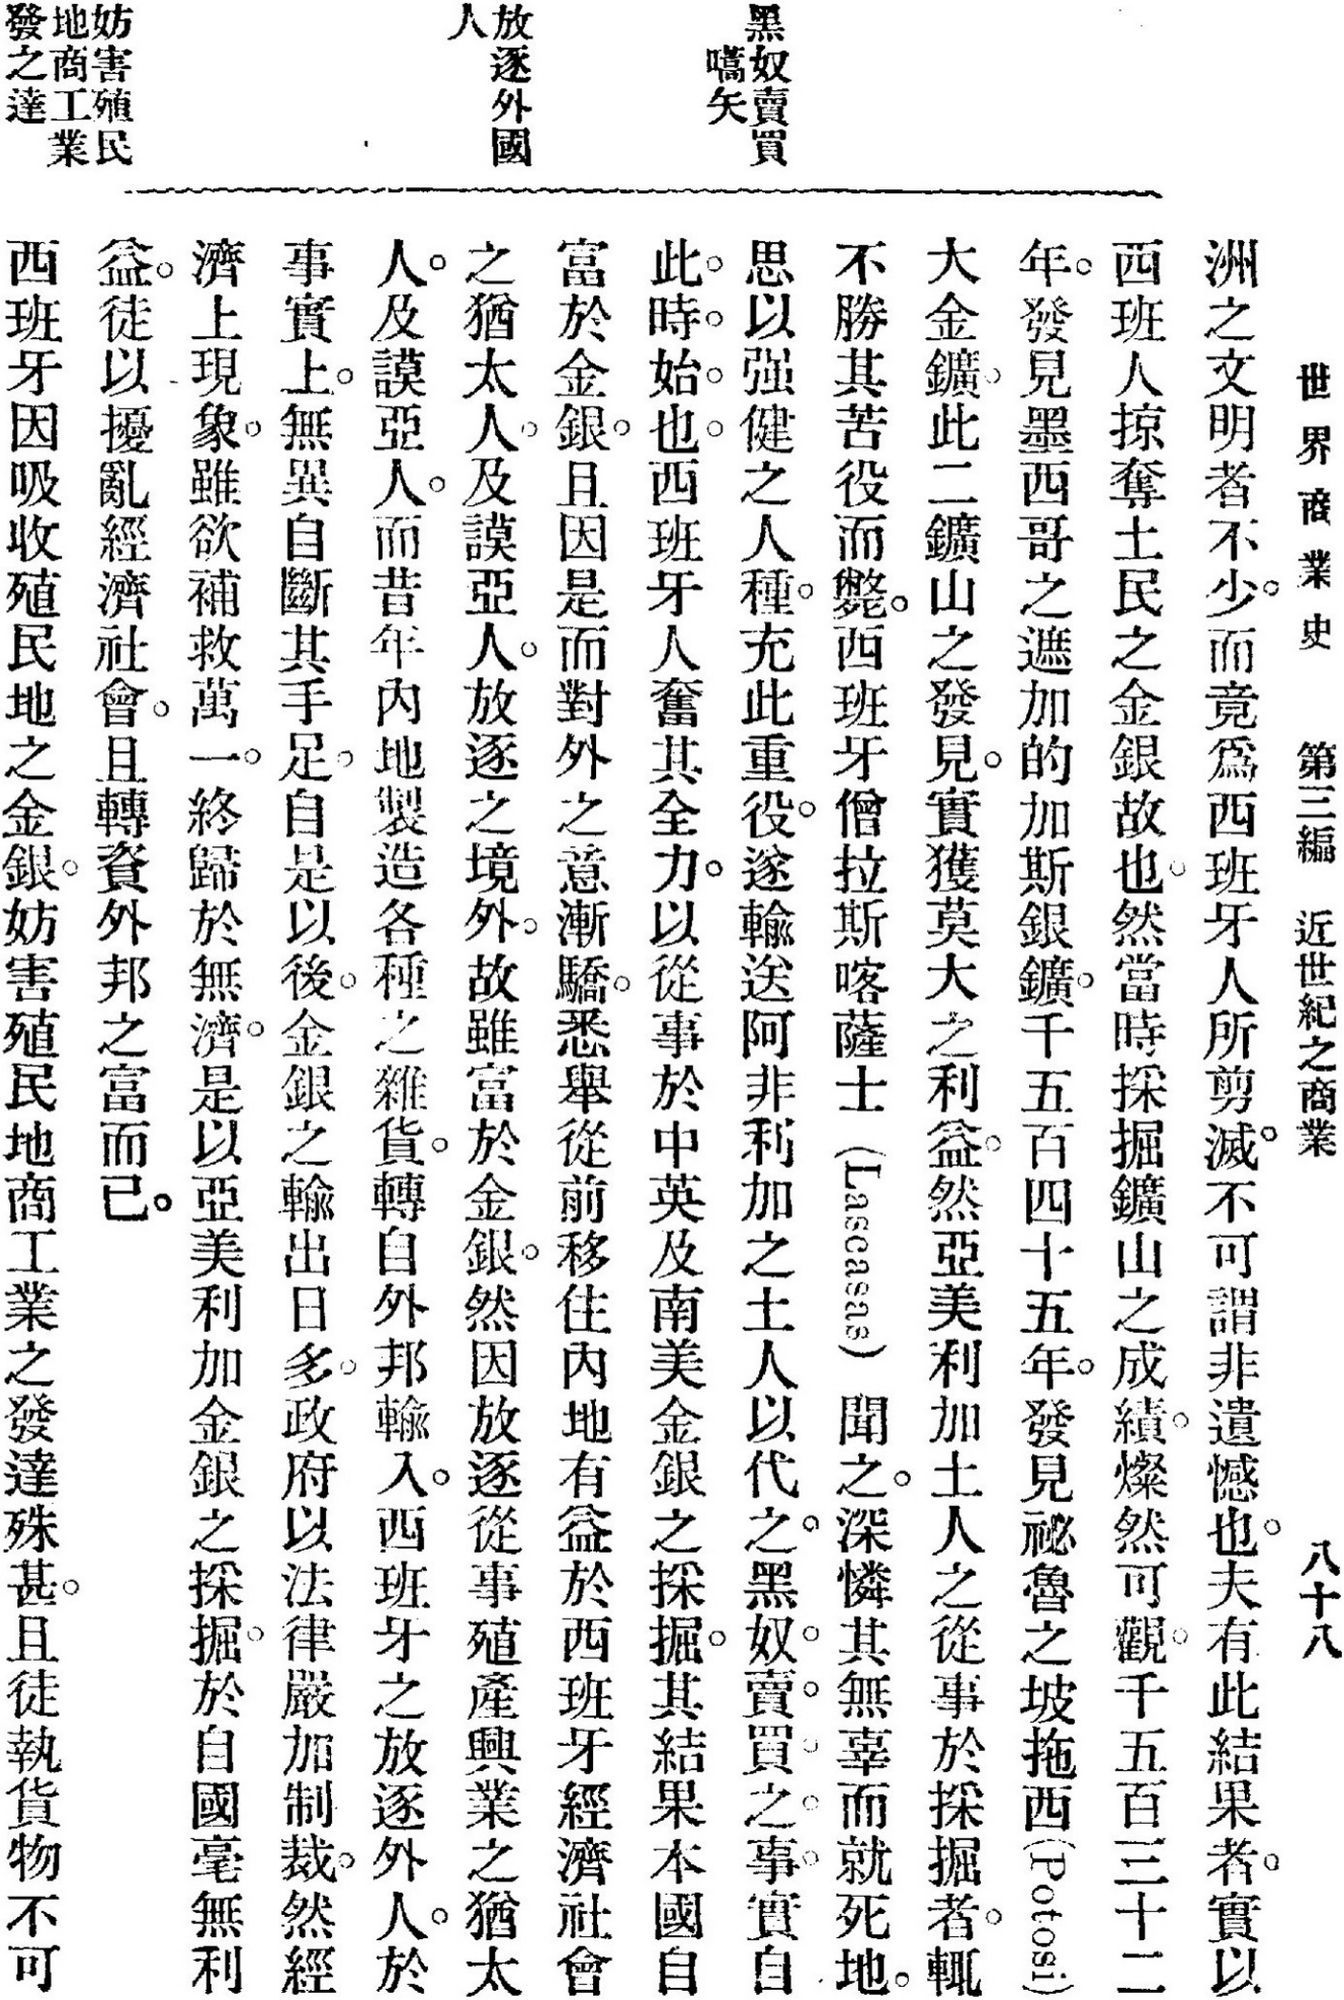 世界商業史　第三編　近世紀之商業　八十八
黑奴賣買
嚆矢
放逐外國
人
妨害殖民
地商工業
發之達
洲之文明者不少。而竟爲西班牙人所剪滅。不可謂非遺憾也。夫有此結果者。實以
西班人掠奪土民之金銀故也。然當時採掘鑛山之成績。燦然可觀。千五百三十二
年。發見墨西哥之遮加的加斯銀鑛。千五百四十五年。發見祕魯之坡拖西(Potosi)
大金鑛。此二鑛山之發見。實獲莫大之利益。然亞美利加土人之從事於採掘者。輒
不勝其苦役而斃。西班牙僧拉斯喀薩士(Lascasas)聞之。深憐其無辜而就死地。
思以强健之人種。充此重役。遂輸送阿非利加之土人以代之。黑奴。賣。買。之。事。實自
此。時。始。也。西班牙人奮其全力。以從事於中英及南美金銀之採掘。其結果本國自
富於金銀。且因是而對外之意漸驕。悉舉從前移住內地有益於西班牙經濟社會
之猶太人。及謨亞人。放逐之境外。故雖富於金銀。然因放逐從事殖產興業之猶太
人。及謨亞人。而昔年內地製造各種之雜貨。轉自外邦輸入。西班牙之放逐外人。於
事實上。無異自斷其手足。自是以後。金銀之輸出日多。政府以法律嚴加制裁。然經
濟上現象。雖欲補救萬一。終歸於無濟。是以亞美利加金銀之採掘。於自國毫無利
益。徒以擾亂經濟社會。且轉資外邦之富而已。
西班牙因吸收殖民地之金銀。妨害殖民地商工業之發達殊甚。且徒執貨物不可